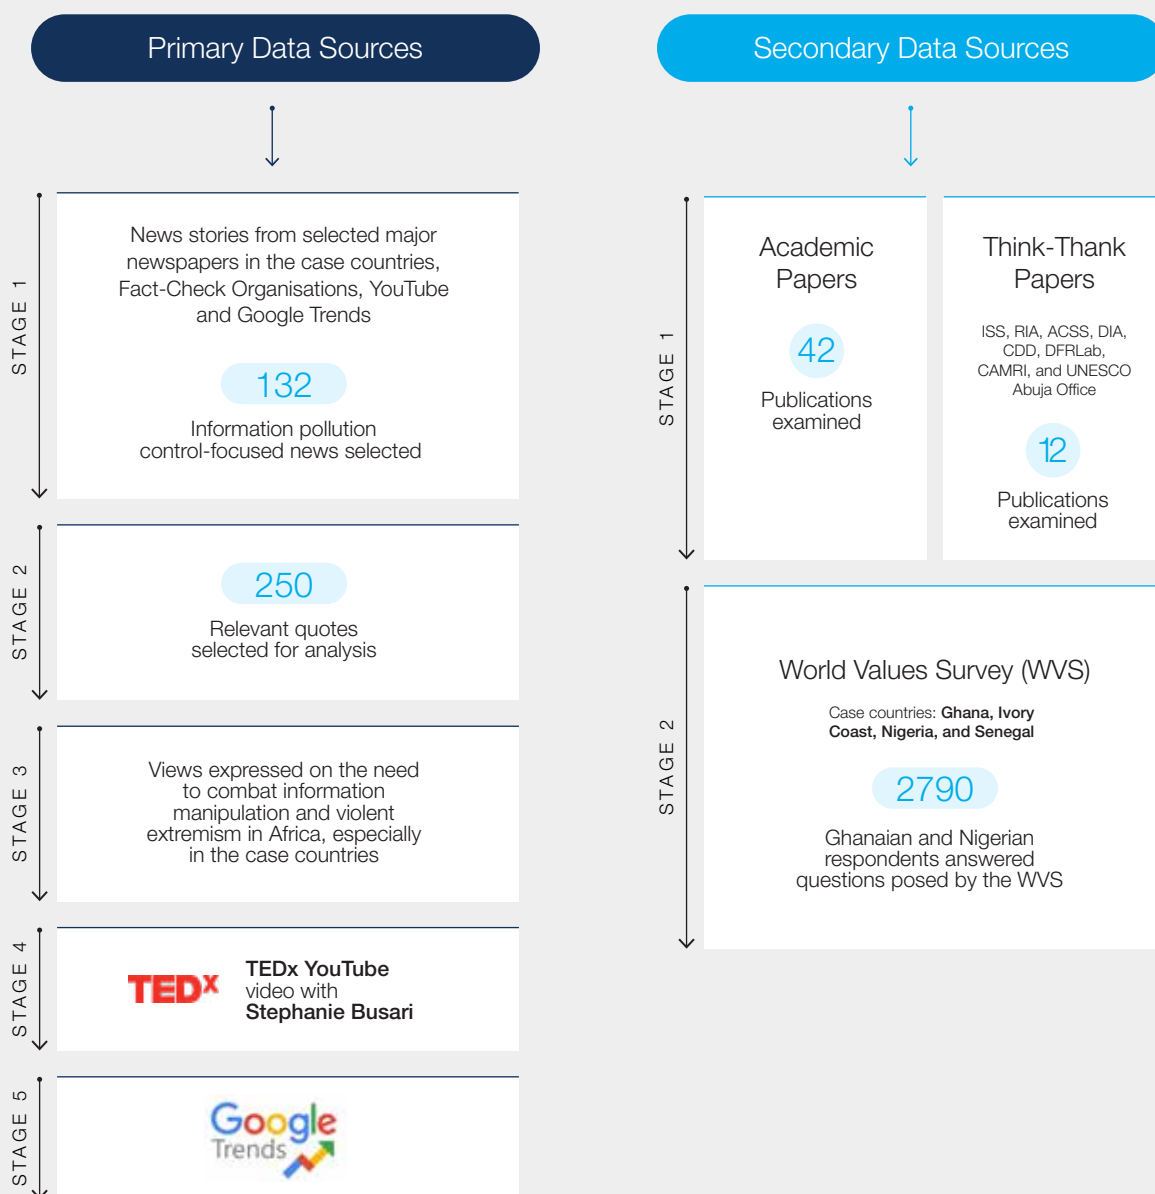 Primary Data Sources
STAGE 1
News stories from selected major
newspapers in the case countries,
Fact-Check Organisations, YouTube
and Google Trends
132
Information pollution
control-focused news selected
STAGE 2
250
Relevant quotes
selected for analysis
STAGE 3
Views expressed on the need
to combat information
manipulation and violent
extremism in Africa, especially
in the case countries
STAGE 4
TEDx
TEDx YouTube
video with
Stephanie Busari
STAGE 5
Google
Trends
Secondary Data Sources
STAGE 1
Academic
Papers
42
Publications
examined
Think-Thank
Papers
ISS, RIA, ACSS, DIA,
CDD, DFRLab,
CAMRI, and UNESCO
Abuja Office
12
Publications
examined
STAGE 2
World Values Survey (WVS)
Case countries: Ghana, Ivory
Coast, Nigeria, and Senegal
2790
Ghanaian and Nigerian
respondents answered
questions posed by the WVS